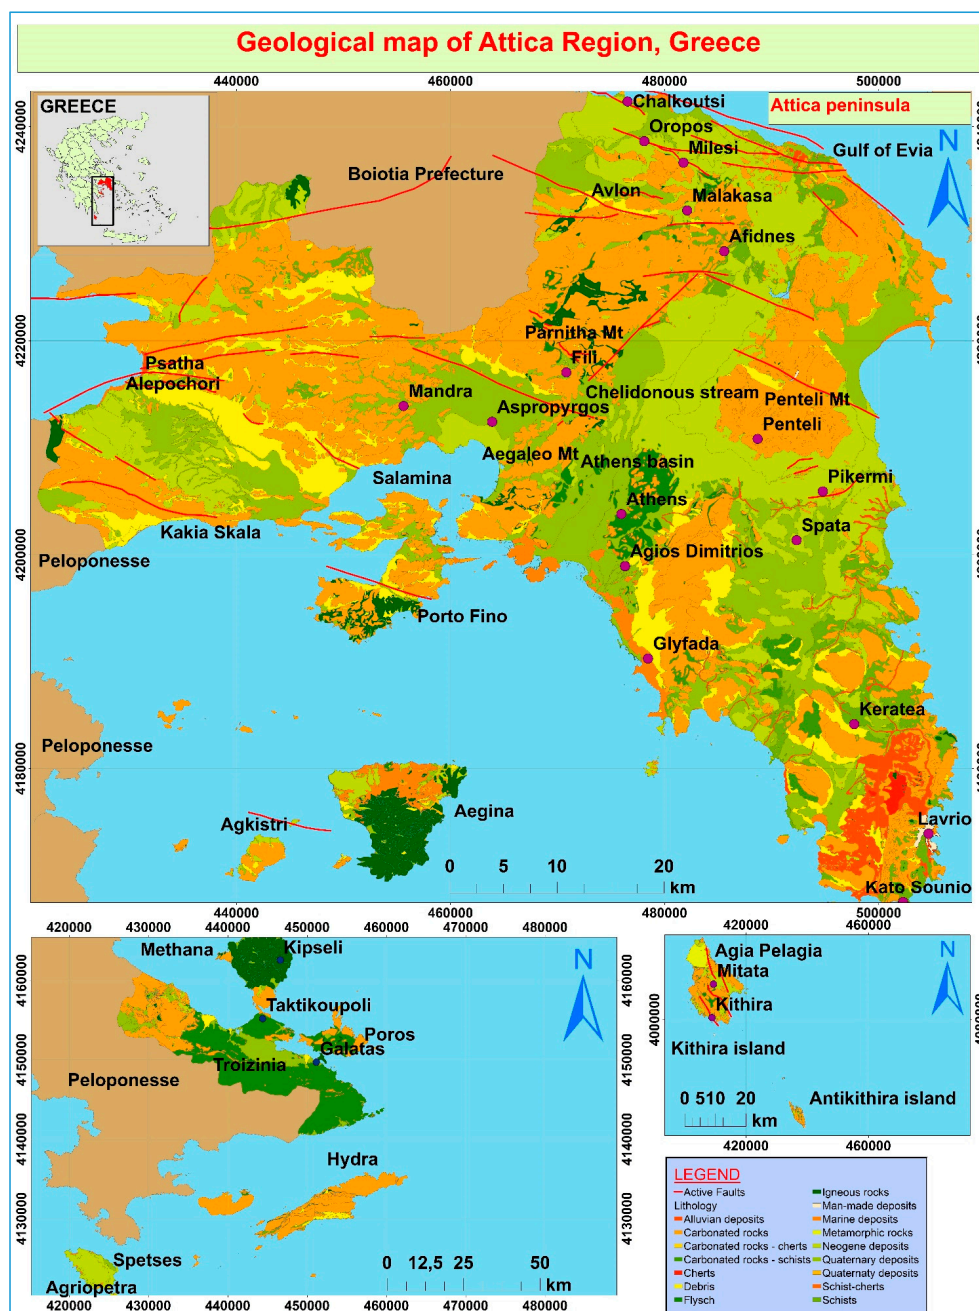 Geological map of Attica Region, Greece
440000
460000
480000
500000
GREECE
Attica peninsula
4240000
Chalkoutsi
Oropos
Milesi
Gulf of Evia
N
Boiotia Prefecture
Avlon
Malakasa
Afidnes
4220000
Parnitha Mt
Fili
Psatha
Alepochori
Mandra
Chelidonous stream
Penteli Mt
Aspropyrgos
Penteli
Aegaleo Mt
Athens basin
Salamina
Pikermi
Athens
Spata
Kakia Skala
4200000
Peloponesse
Agios Dimitrios
Porto Fino
Glyfada
Keratea
Peloponesse
4180000
Aegina
Agkistri
Lavrio
0 5 10 20
km
Kato Sounio
440000
460000
480000
500000
420000 430000 440000 450000 460000 470000 480000
Methana
Kipseli
N
4160000
Taktikoupoli
Poros
Galatas
4150000
Troizinia
Peloponesse
4140000
Hydra
4130000
Spetses
Agriopetra
0 12,5 25 50
km
420000 430000 440000 450000 460000 470000 480000
420000
460000
Agia Pelagia
Mitata
N
Kithira
4000000
4000000
Kithira island
Antikithira island
0 510 20
km
420000
460000
LEGEND
Active Faults
Lithology
Alluvian deposits
Carbonated rocks
Carbonated rocks - cherts
Carbonated rocks - schists
Cherts
Debris
Flysch
Igneous rocks
Man-made deposits
Marine deposits
Metamorphic rocks
Neogene deposits
Quaternary deposits
Quaternary deposits
Schist-cherts
Schists